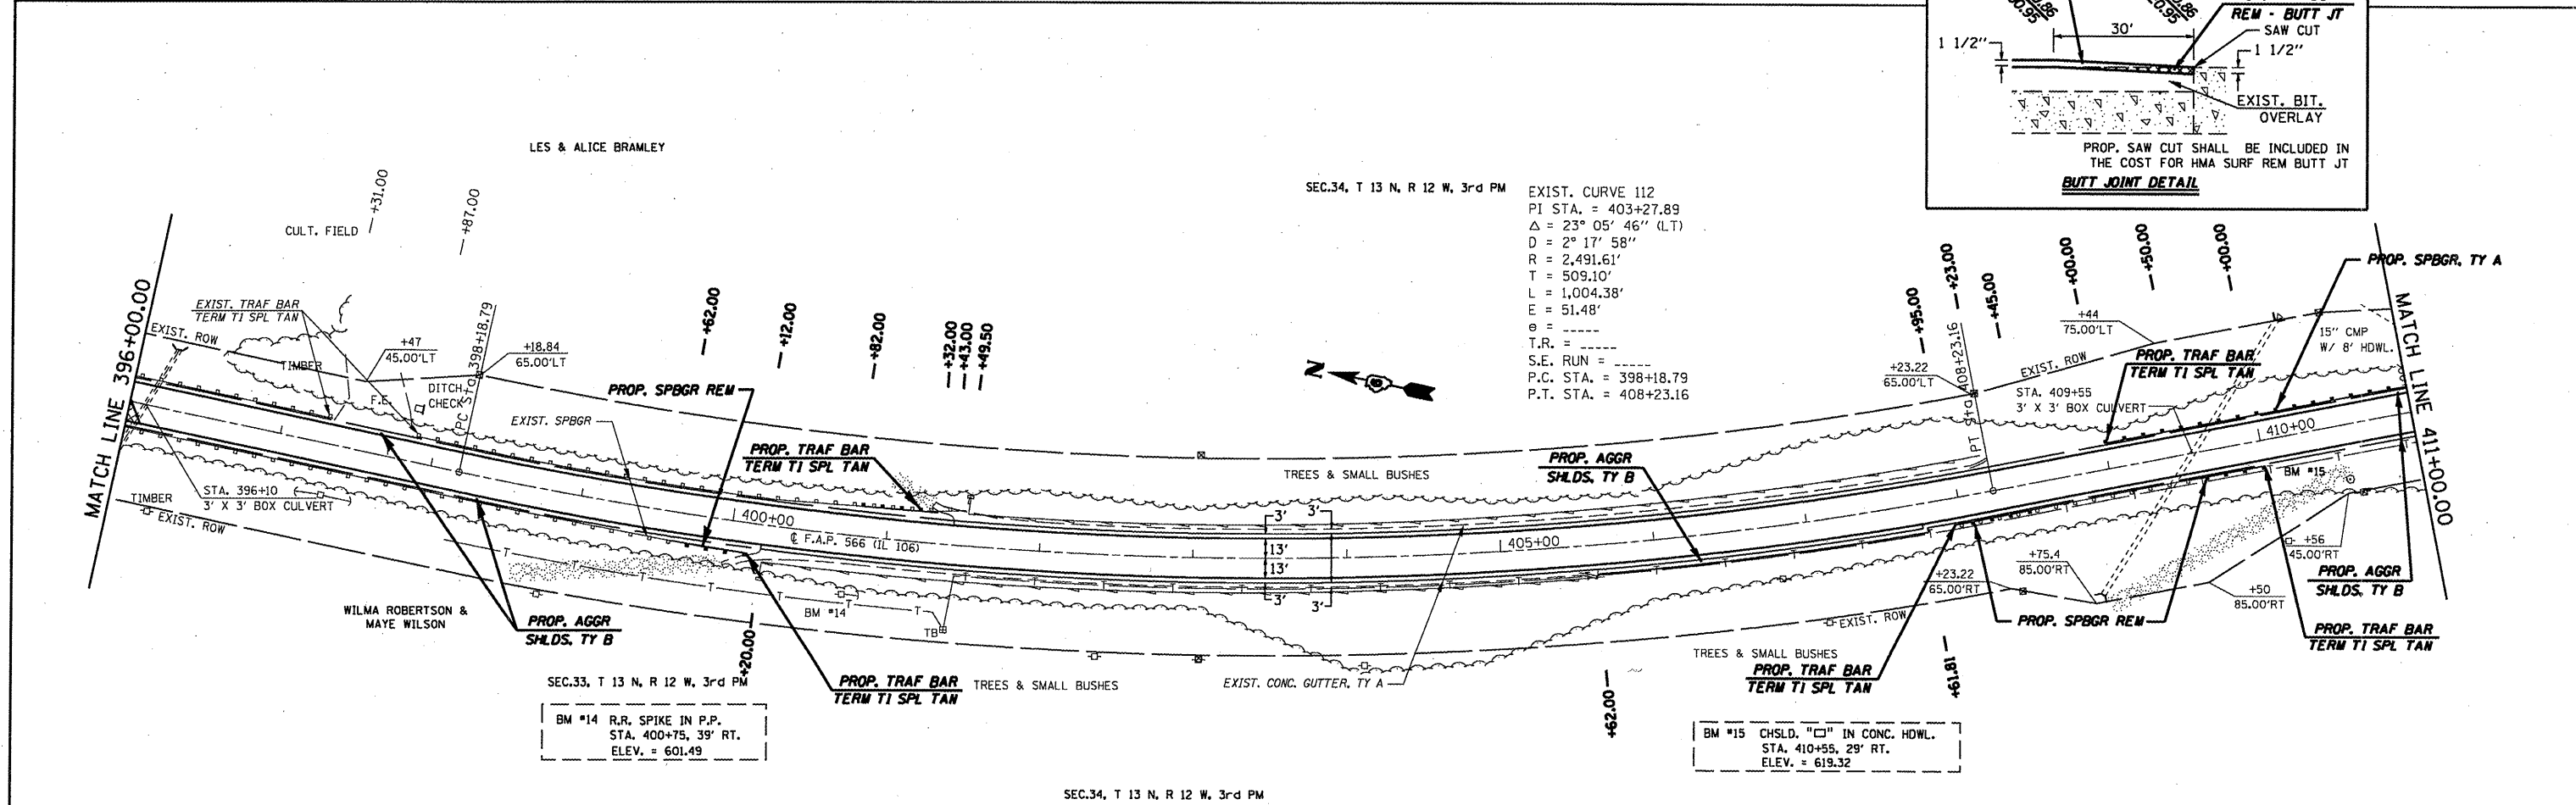 REM - BUTT JT
30'
SAW CUT
1 1/2"
1 1/2"
EXIST. BIT.
OVERLAY
PROP. SAW CUT SHALL BE INCLUDED IN
THE COST FOR HMA SURF REM BUTT JT
BUTT JOINT DETAIL
LES & ALICE BRAMLEY
SEC.34, T 13 N, R 12 W, 3rd PM
EXIST. CURVE 112
PI STA. = 403+27.89
Δ = 23° 05' 46" (LT)
D = 2° 17' 58"
R = 2,491.61'
T = 509.10'
L = 1,004.38'
E = 51.48'
e = -----
T.R. = -----
S.E. RUN = -----
P.C. STA. = 398+18.79
P.T. STA. = 408+23.16
+31.00
+87.00
CULT. FIELD
MATCH LINE 396+00.00
EXIST. TRAF BAR
TERM T1 SPL TAN
EXIST. ROW
TIMBER
+47
45.00'LT
F.E.
DITCH
CHECK
PC Sta 398+18.79
+18.84
65.00'LT
+62.00
+12.00
+82.00
+32.00
+43.00
+49.50
PROP. SPBGR REM
EXIST. SPBGR
PROP. TRAF BAR
TERM T1 SPL TAN
N
TREES & SMALL BUSHES
PROP. AGGR
SHLDS, TY B
+95.00
+23.00
+45.00
+00.00
+50.00
+00.00
PROP. SPBGR, TY A
+23.22
65.00'LT
PT Sta 408+23.16
+44
75.00'LT
EXIST. ROW
STA. 409+55
3' X 3' BOX CULVERT
PROP. TRAF BAR
TERM T1 SPL TAN
15" CMP
W/ 8' HDWL.
MATCH LINE 411+00.00
TIMBER
EXIST. ROW
STA. 396+10
3' X 3' BOX CULVERT
400+00
℄ F.A.P. 566 (IL 106)
3' 3'
13'
13'
3' 3'
405+00
410+00
BM #15
T
WILMA ROBERTSON &
MAYE WILSON
PROP. AGGR
SHLDS, TY B
BM #14
TB
+20.00
PROP. TRAF BAR
TERM T1 SPL TAN
TREES & SMALL BUSHES
EXIST. CONC. GUTTER, TY A
EXIST. ROW
+23.22
65.00'RT
+75.4
85.00'RT
PROP. SPBGR REM
+50
85.00'RT
+56
45.00'RT
PROP. AGGR
SHLDS, TY B
PROP. TRAF BAR
TERM T1 SPL TAN
TREES & SMALL BUSHES
PROP. TRAF BAR
TERM T1 SPL TAN
+62.00
+61.81
SEC.33, T 13 N, R 12 W, 3rd PM
BM #14 R.R. SPIKE IN P.P.
STA. 400+75, 39' RT.
ELEV. = 601.49
BM #15 CHSLD. "□" IN CONC. HDWL.
STA. 410+55, 29' RT.
ELEV. = 619.32
SEC.34, T 13 N, R 12 W, 3rd PM